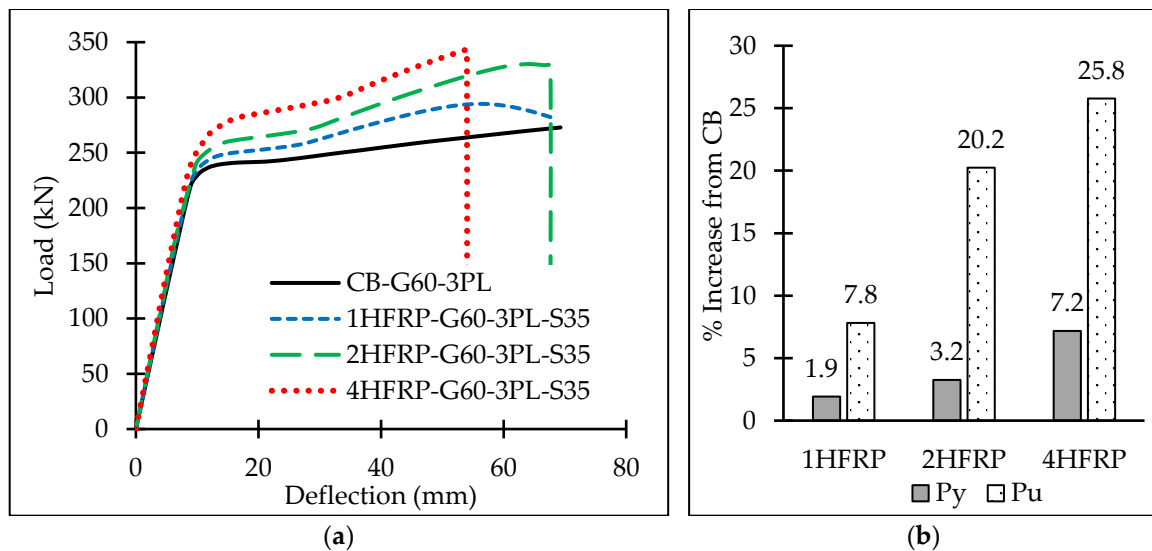 350
300
250
200
150
100
50
0
Load (kN)
CB-G60-3PL
1HFRP-G60-3PL-S35
2HFRP-G60-3PL-S35
4HFRP-G60-3PL-S35
0 20 40 60 80
Deflection (mm)
(a)
30
25
20
15
10
5
0
% Increase from CB
1.9 7.8 3.2 20.2 7.2 25.8
1HFRP 2HFRP 4HFRP
Py Pu
(b)